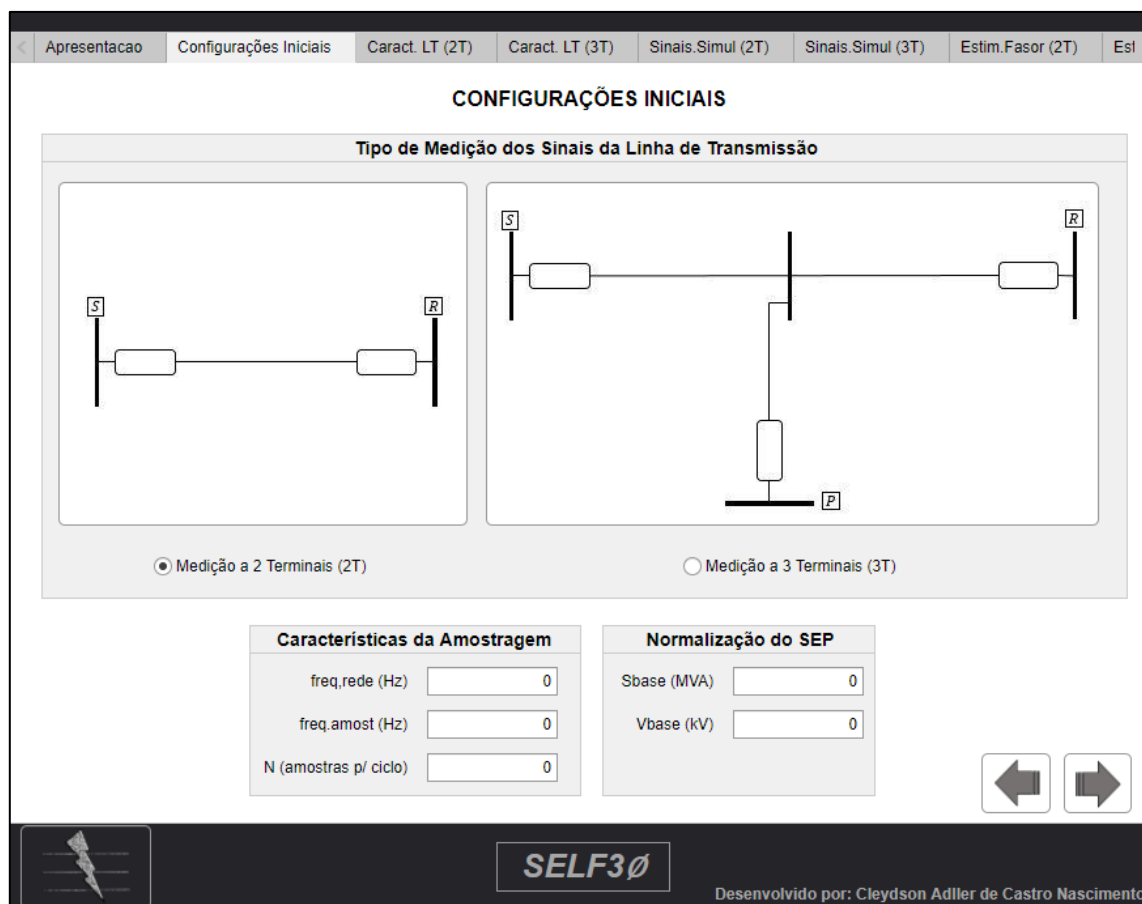 Apresentacao Configurações Iniciais Caract. LT (2T) Caract. LT (3T) Sinais.Simul (2T) Sinais.Simul (3T) Estim.Fasor (2T)
CONFIGURAÇÕES INICIAIS
Tipo de Medição dos Sinais da Linha de Transmissão
S R
S R
P
Medição a 2 Terminais (2T) Medição a 3 Terminais (3T)
Características da Amostragem
freq,rede (Hz) 0
freq.amost (Hz) 0
N (amostras p/ ciclo) 0
Normalização do SEP
Sbase (MVA) 0
Vbase (kV) 0
SELF3Ø
Desenvolvido por: Cleydson Adller de Castro Nascimento